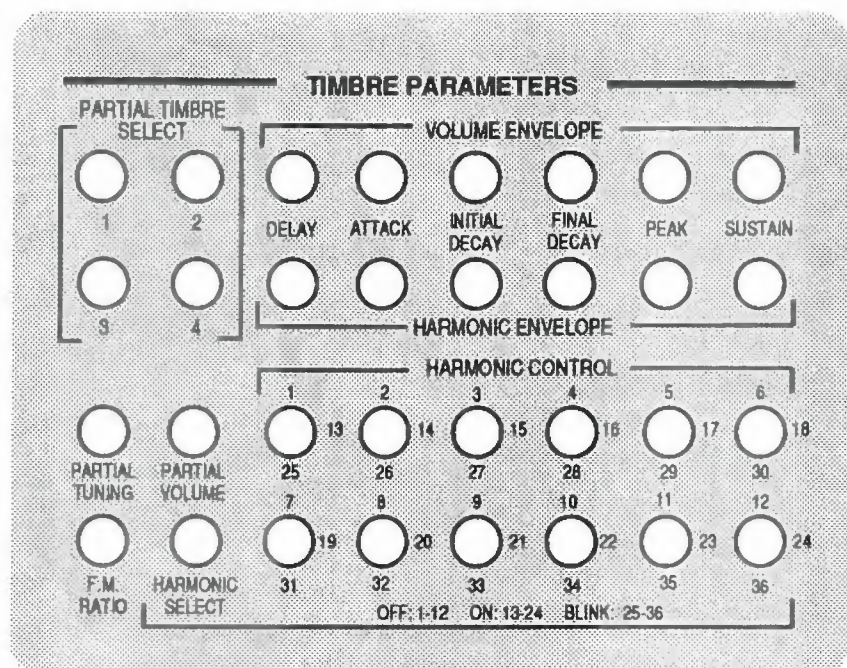 TIMBRE PARAMETERS
PARTIAL TIMBRE
SELECT
VOLUME ENVELOPE
1 2
DELAY ATTACK INITIAL DECAY FINAL DECAY PEAK SUSTAIN
3 4
HARMONIC ENVELOPE
HARMONIC CONTROL
1 2 3 4 5 6
13 14 15 16 17 18
PARTIAL TUNING PARTIAL VOLUME 25 26 27 28 29 30
7 8 9 10 11 12
19 20 21 22 23 24
F.M. RATIO HARMONIC SELECT 31 32 33 34 35 36
OFF: 1-12 ON: 13-24 BLINK: 25-36